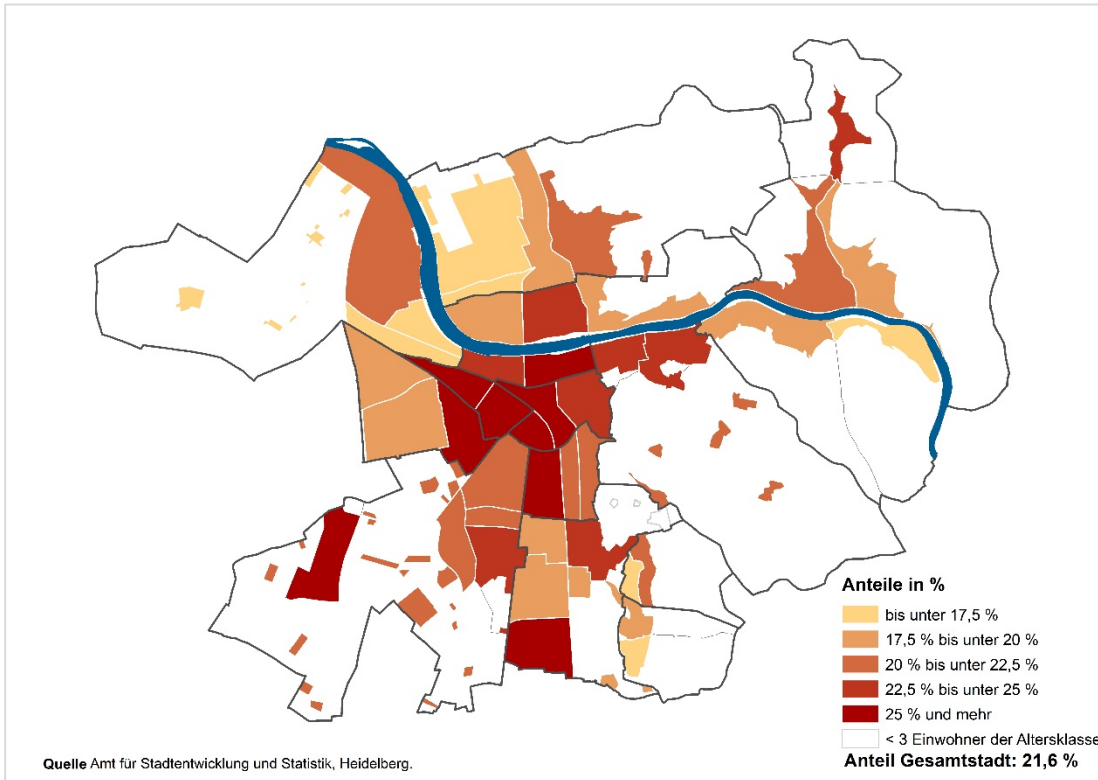 Anteile in %
bis unter 17,5 %
17,5 % bis unter 20 %
20 % bis unter 22,5 %
22,5 % bis unter 25 %
25 % und mehr
< 3 Einwohner der Altersklasse
Anteil Gesamtstadt: 21,6 %
Quelle Amt für Stadtentwicklung und Statistik, Heidelberg.